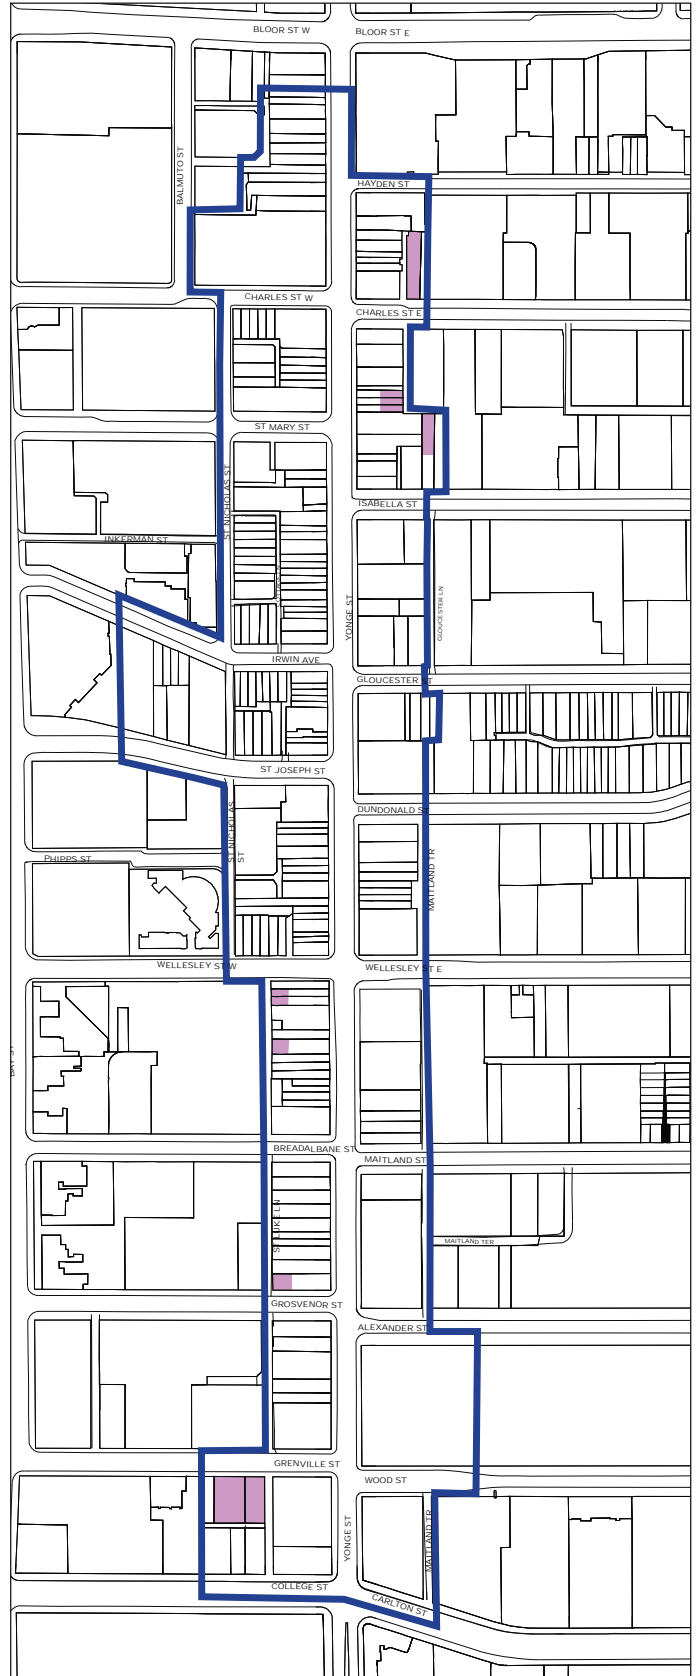 BLOOR ST W
BLOOR ST E
BALMUTO ST
HAYDEN ST
CHARLES ST W
CHARLES ST E
ST MARY ST
ST NICHOLAS ST
ISABELLA ST
INKERMAN ST
YONGE ST
GLOUCESTER LN
IRWIN AVE
GLOUCESTER ST
ST JOSEPH ST
DUNDONALD ST
ST NICHOLAS
ST
PHIPPS ST
MAITLAND TR
WELLESLEY ST W
WELLESLEY ST E
BAY ST
BREADALBANE ST
MAITLAND ST
ST LUKE LN
MAITLAND TER
GROSVENOR ST
ALEXANDER ST
GRENVILLE ST
WOOD ST
YONGE ST
MAITLAND TR
COLLEGE ST
CARLTON ST